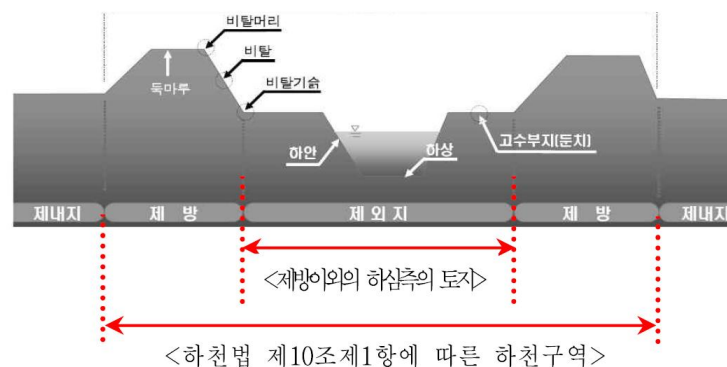 비탈머리
비탈
둑마루
비탈기슭
하안
하상
고수부지(둔치)
제내지 제 방 제 외 지 제 방 제내지
<제방이외의 하심측의 토지>
<하천법 제10조제1항에 따른 하천구역>